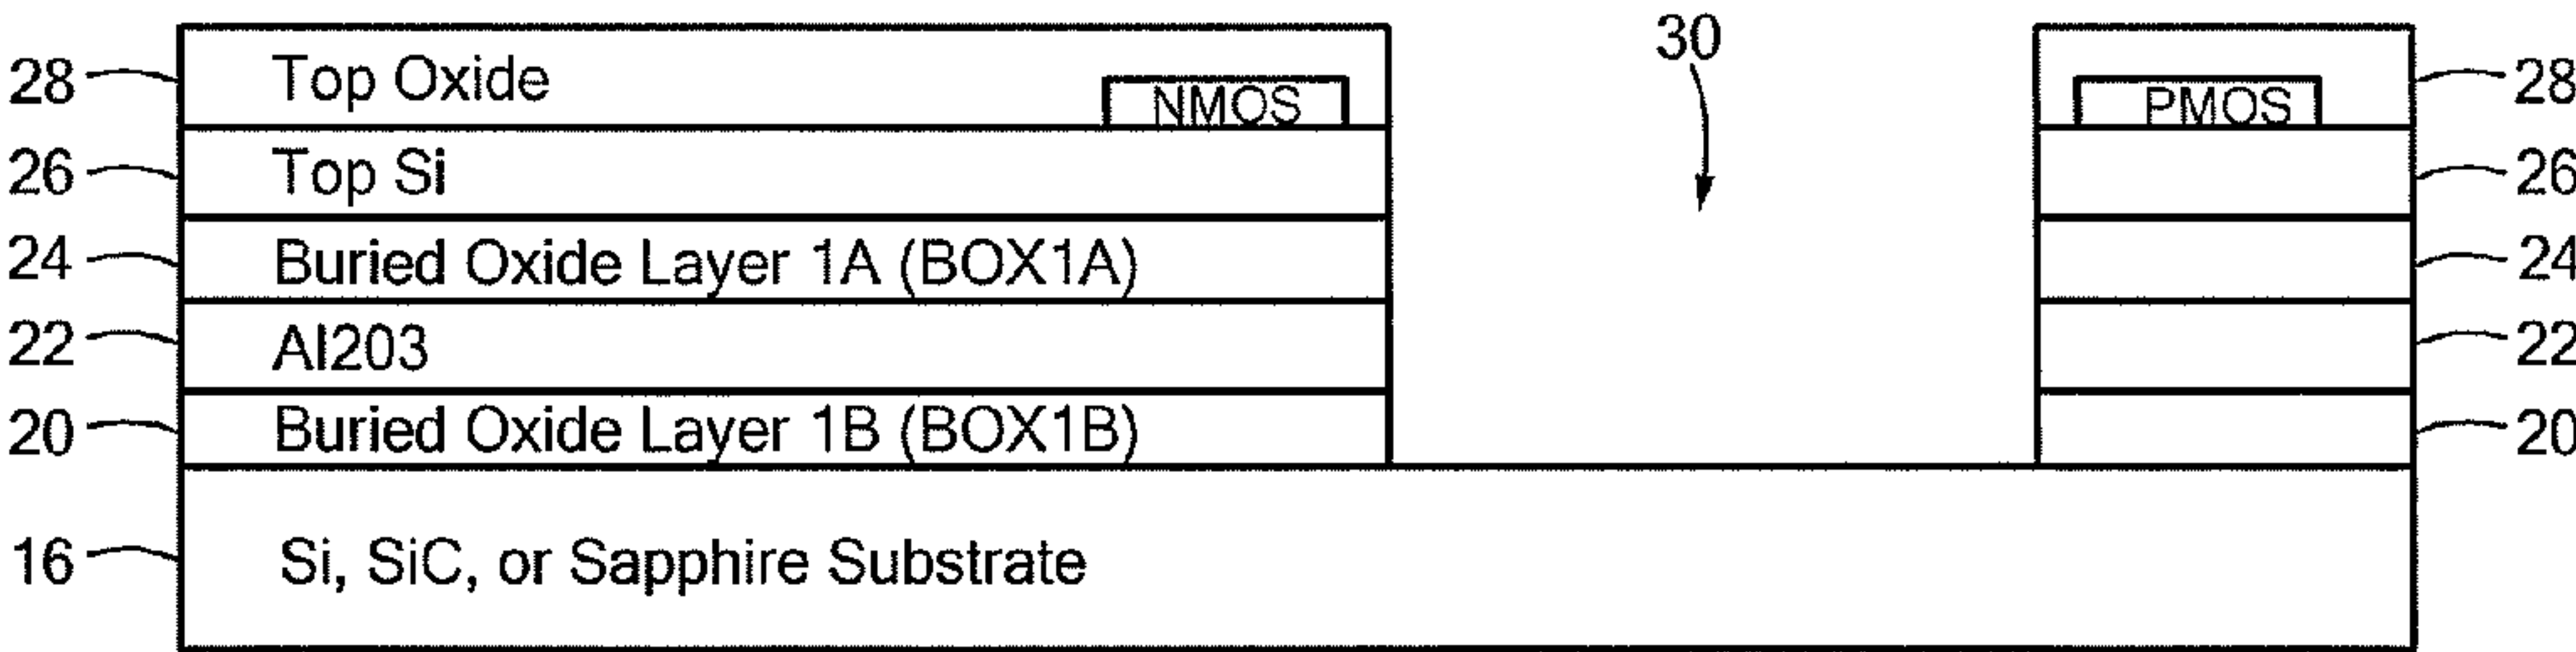 30
28 Top Oxide NMOS PMOS 28
26 Top Si 26
24 Buried Oxide Layer 1A (BOX1A) 24
22 Al203 22
20 Buried Oxide Layer 1B (BOX1B) 20
16 Si, SiC, or Sapphire Substrate